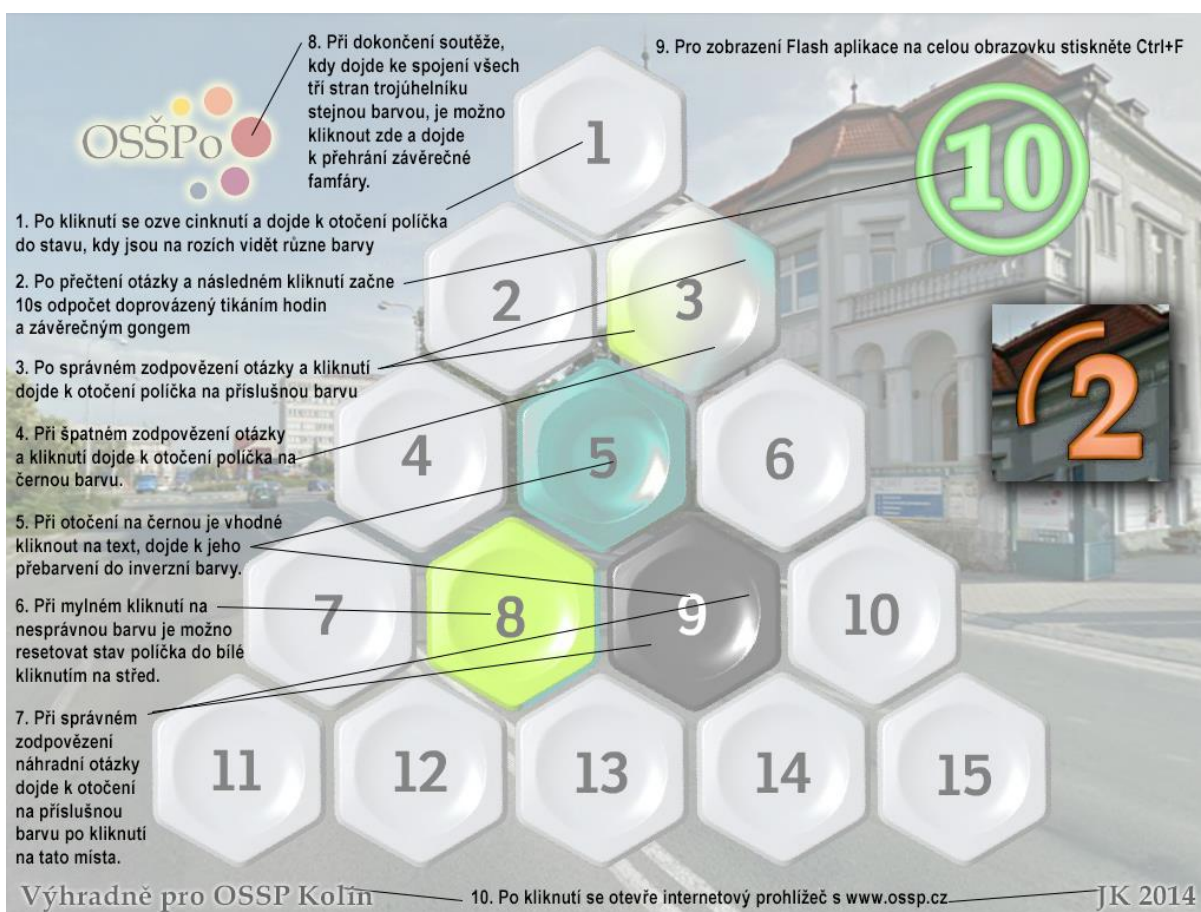 8. Při dokončení soutěže,
kdy dojde ke spojení všech
tří stran trojúhelníku
stejnou barvou, je možno
kliknout zde a dojde
k přehrání závěrečné
famfáry.
9. Pro zobrazení Flash aplikace na celou obrazovku stiskněte Ctrl+F
OSŠPo
1
10
1. Po kliknutí se ozve cinknutí a dojde k otočení políčka
do stavu, kdy jsou na rozích vidět různe barvy
2. Po přečtení otázky a následném kliknutí začne
10s odpočet doprovázený tikáním hodin
a závěrečným gongem
2
3
3. Po správném zodpovězení otázky a kliknutí
dojde k otočení políčka na příslušnou barvu
2
4. Při špatném zodpovězení otázky
a kliknutí dojde k otočení políčka na
černou barvu.
4
5
6
5. Při otočení na černou je vhodné
kliknout na text, dojde k jeho
přebarvení do inverzní barvy.
6. Při mylném kliknutí na
nesprávnou barvu je možno
resetovat stav políčka do bílé
kliknutím na střed.
7
8
9
10
7. Při správném
zodpovězení
náhradní otázky
dojde k otočení
na příslušnou
barvu po kliknutí
na tato místa.
11
12
13
14
15
Výhradně pro OSSP Kolín
10. Po kliknutí se otevře internetový prohlížeč s www.ossp.cz
JK 2014